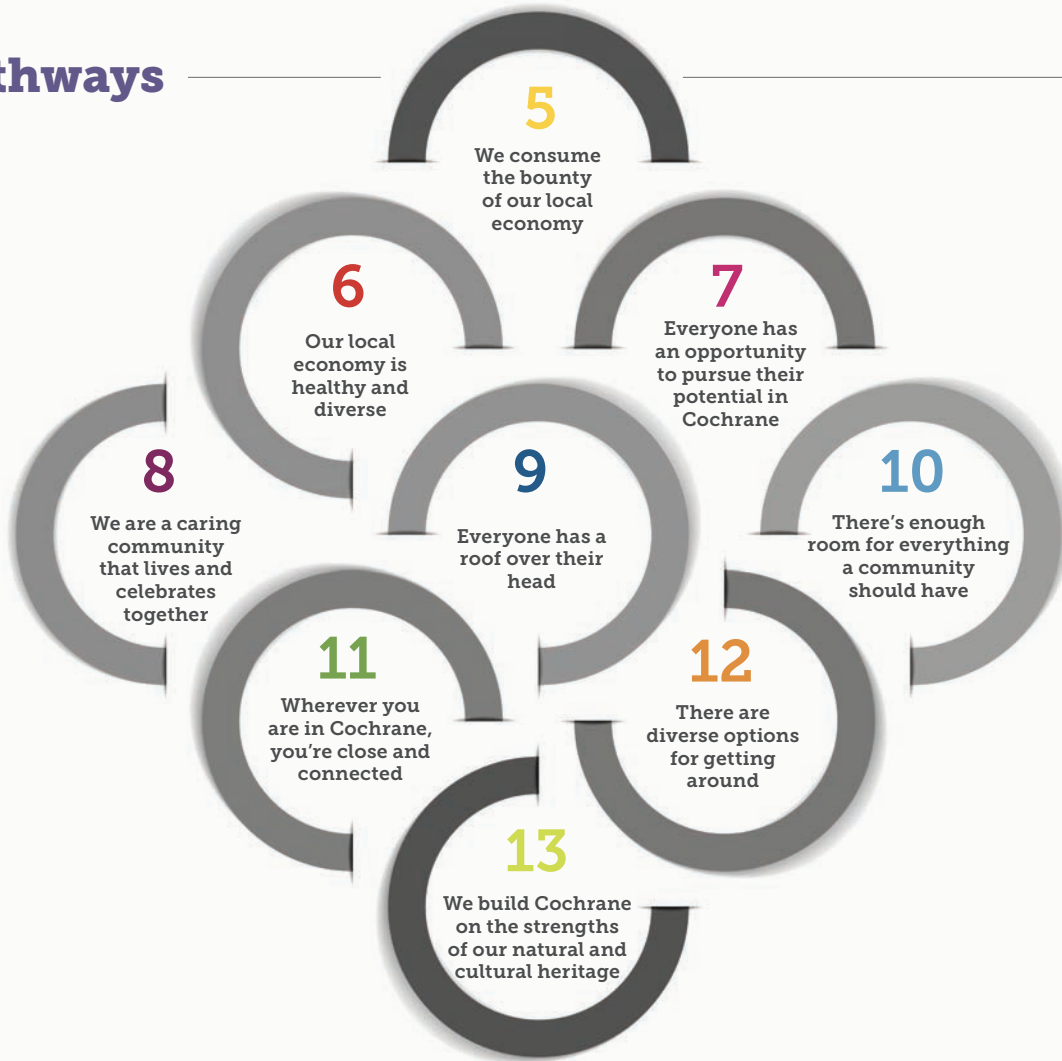 thways
5
We consume
the bounty
of our local
economy
6
Our local
economy is
healthy and
diverse
7
Everyone has
an opportunity
to pursue their
potential in
Cochrane
8
We are a caring
community
that lives and
celebrates
together
9
Everyone has a
roof over their
head
10
There's enough
room for everything
a community
should have
11
Wherever you
are in Cochrane,
you're close and
connected
12
There are
diverse options
for getting
around
13
We build Cochrane
on the strengths
of our natural and
cultural heritage